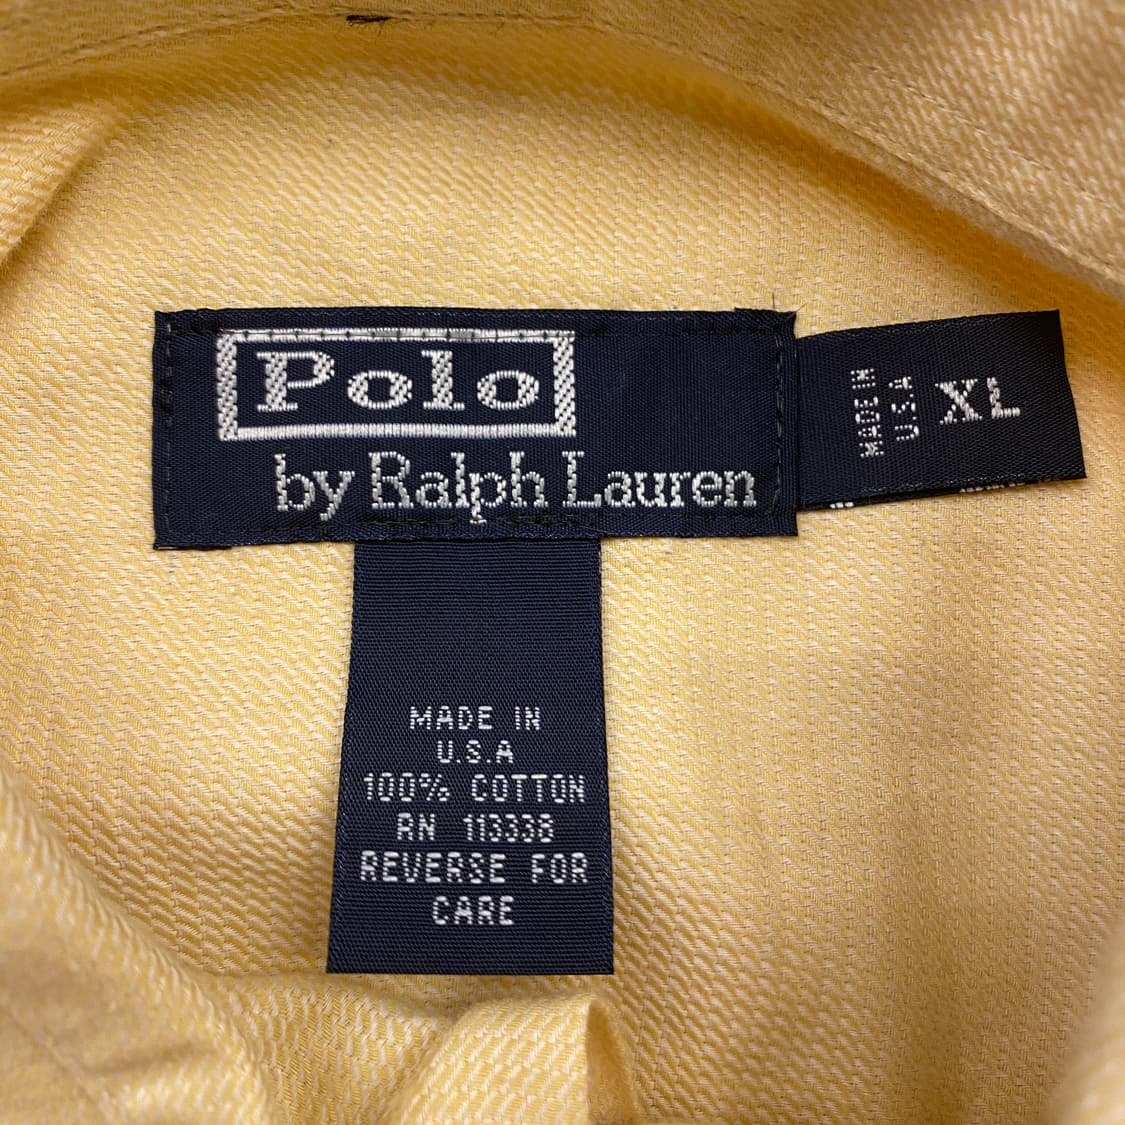 Polo
by Ralph Lauren
MADE IN
U.S.A
XL
MADE IN
U.S.A
100% COTTON
RN 113338
REVERSE FOR
CARE